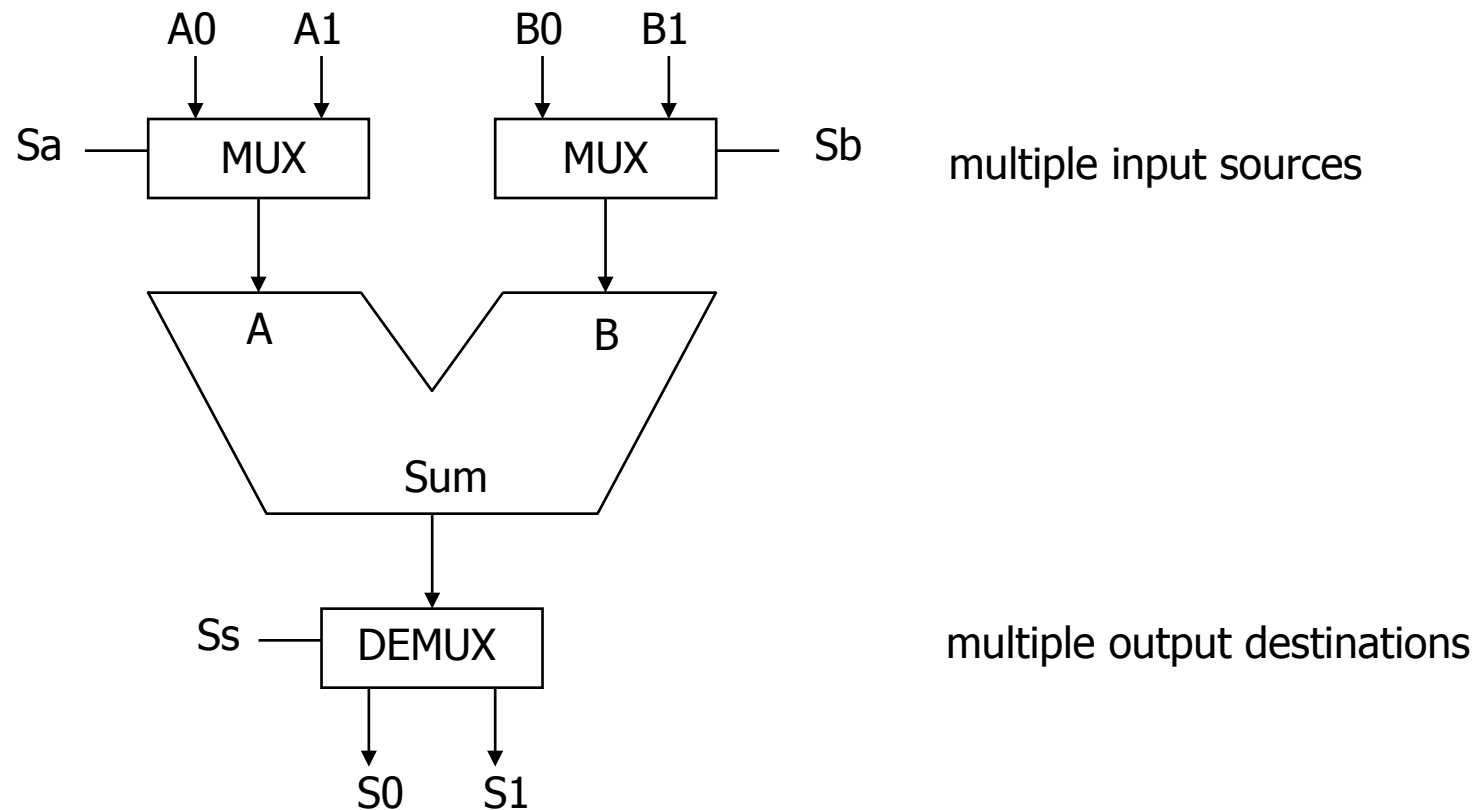 A0 A1 B0 B1
Sa MUX MUX Sb multiple input sources
A B
Sum
Ss DEMUX multiple output destinations
S0 S1